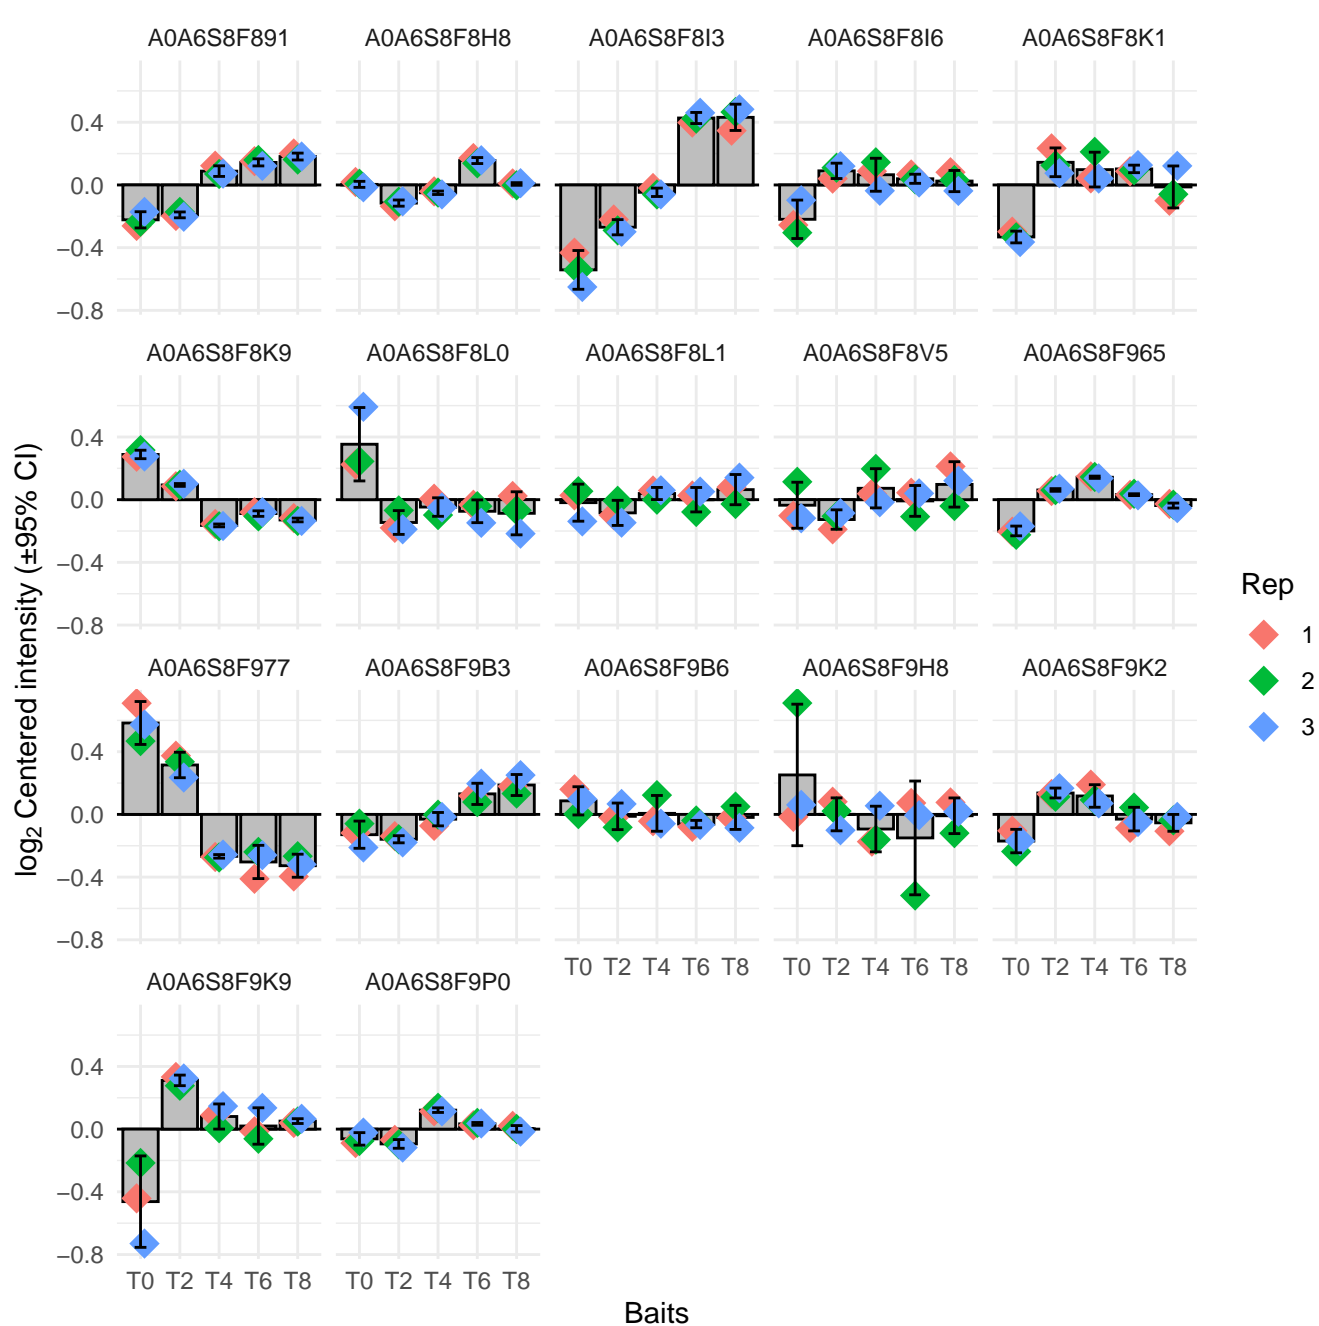 A0A6S8F891 A0A6S8F8H8 A0A6S8F8I3 A0A6S8F8I6 A0A6S8F8K1
0.4
0.0
−0.4
−0.8
A0A6S8F8K9 A0A6S8F8L0 A0A6S8F8L1 A0A6S8F8V5 A0A6S8F965
0.4
0.0
−0.4
−0.8
A0A6S8F977 A0A6S8F9B3 A0A6S8F9B6 A0A6S8F9H8 A0A6S8F9K2
0.4
0.0
−0.4
−0.8
T0 T2 T4 T6 T8 T0 T2 T4 T6 T8 T0 T2 T4 T6 T8
A0A6S8F9K9 A0A6S8F9P0
0.4
0.0
−0.4
−0.8
T0 T2 T4 T6 T8 T0 T2 T4 T6 T8
Baits
log₂ Centered intensity (±95% CI)
Rep
1
2
3